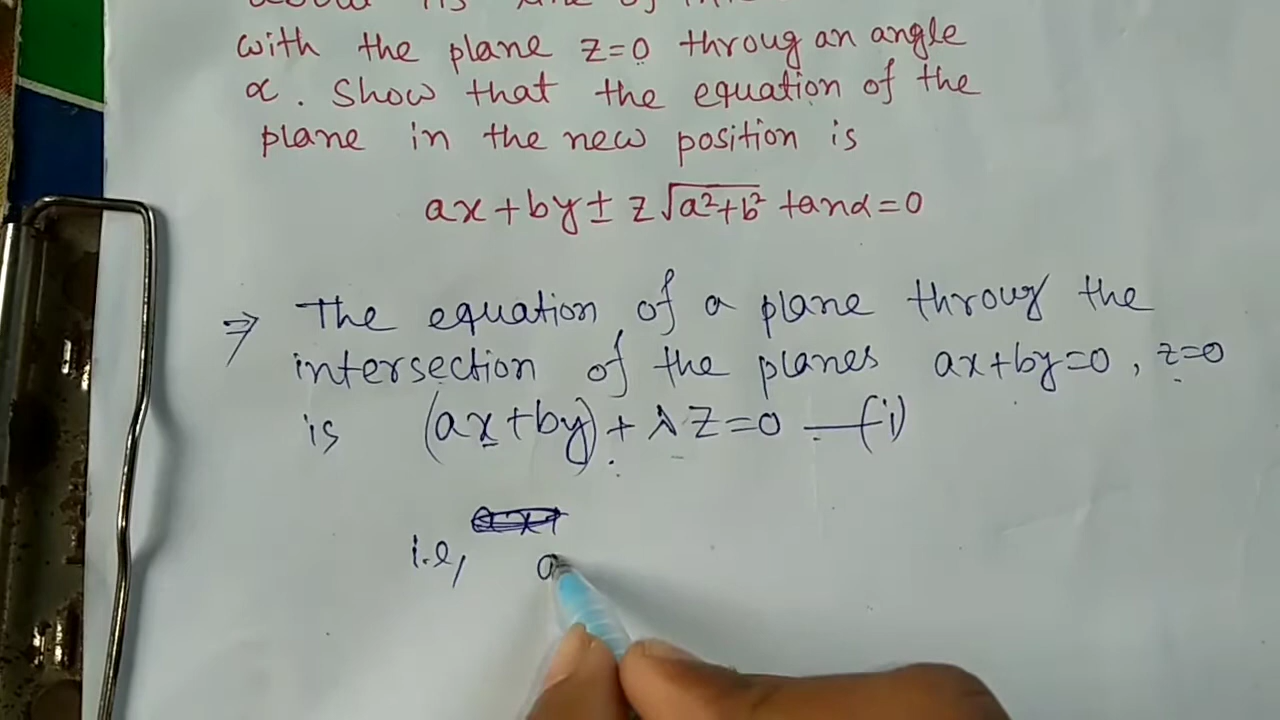 with the plane z=0 throug an angle
α. Show that the equation of the
plane in the new position is
ax+by± z√(a²+b²) tanα=0
⇒ The equation of a plane throug the
intersection of the planes ax+by=0, z=0
is (ax+by)+λz=0 —(i)
i.e, a